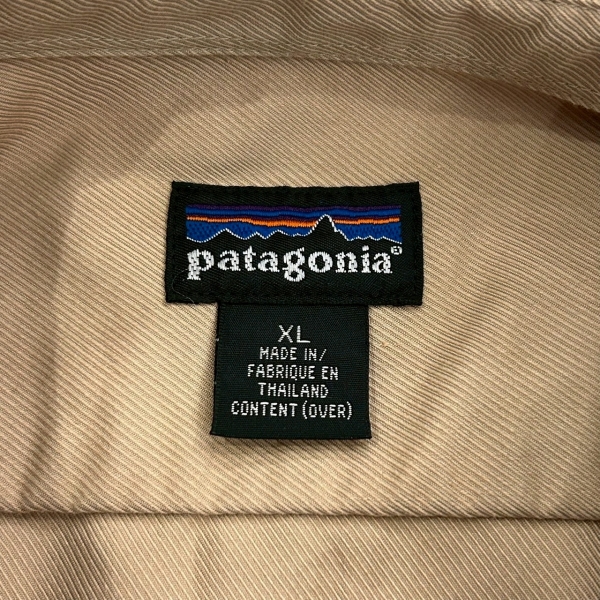 patagonia®
XL
MADE IN/
FABRIQUE EN
THAILAND
CONTENT (OVER)